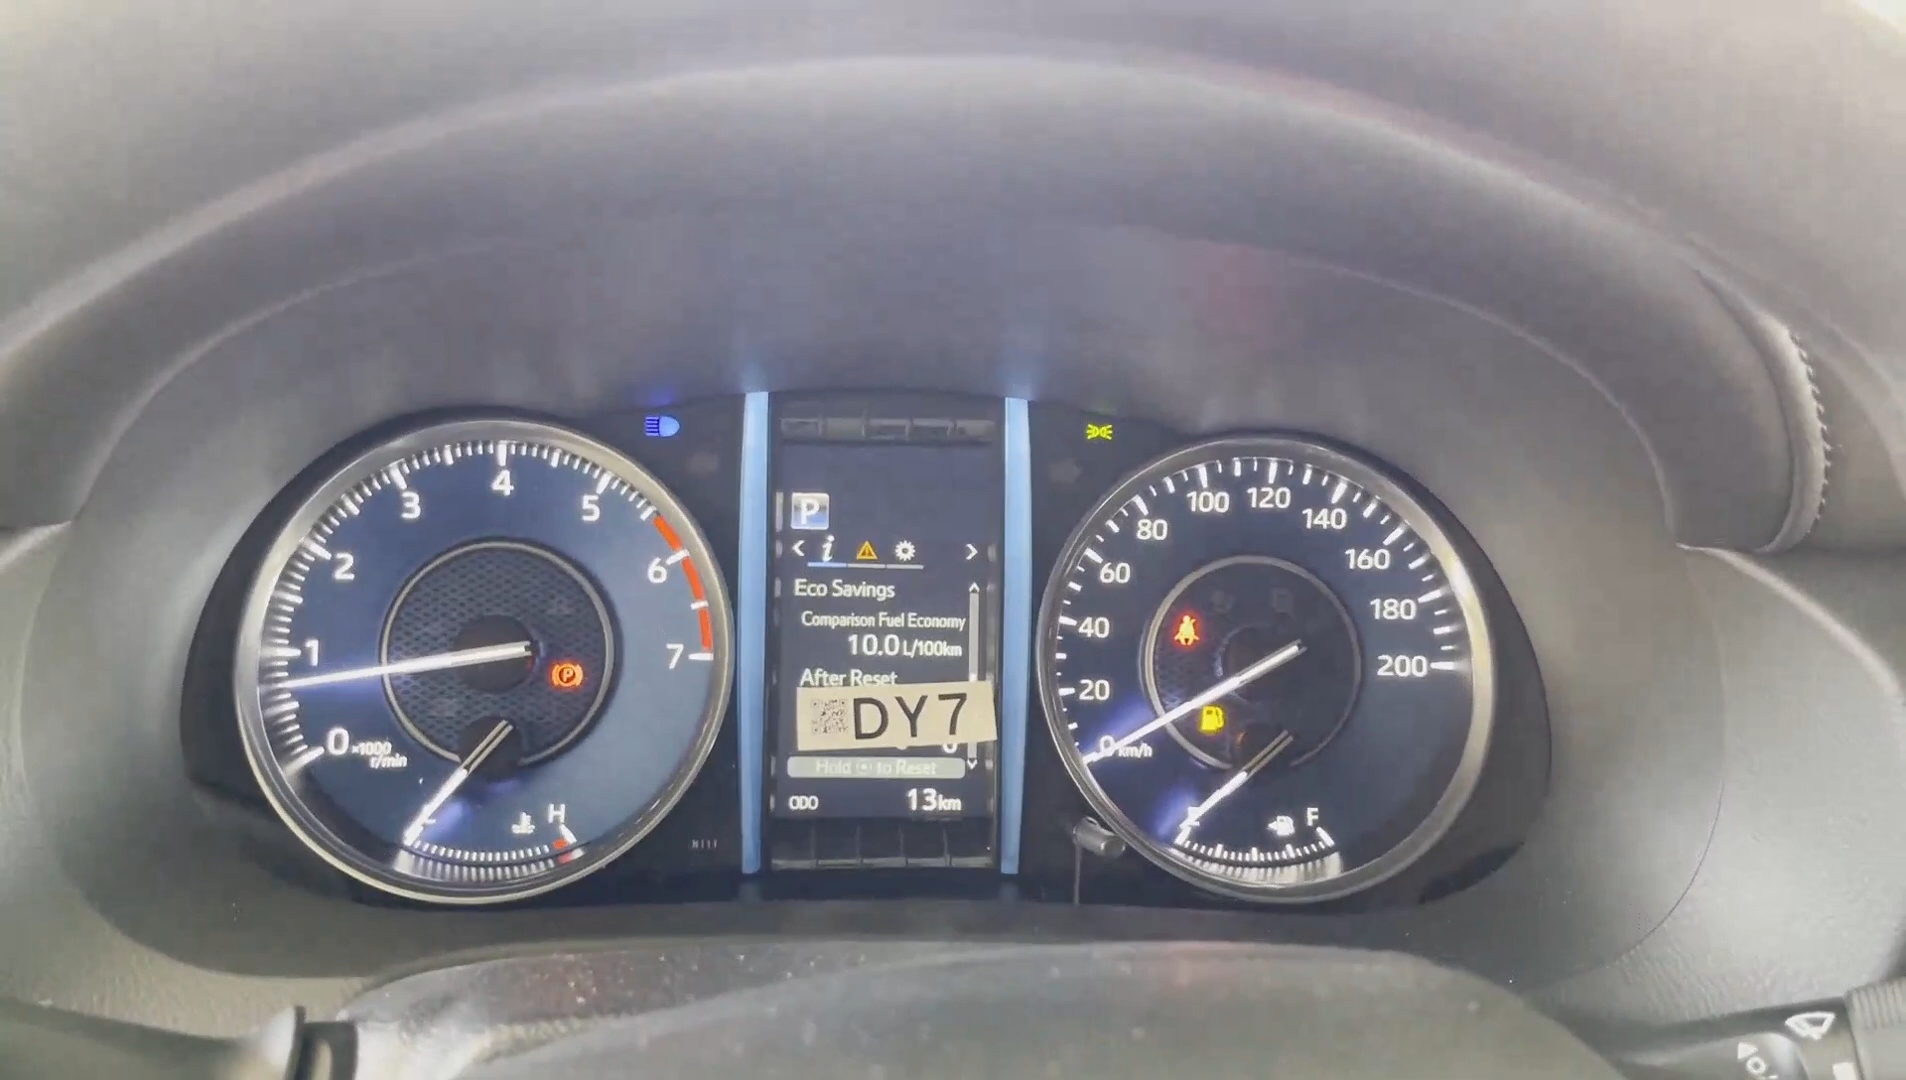 4
3
5
2
6
1
7
0
×1000
r/min
H
P
P
< i >
Eco Savings
Comparison Fuel Economy
10.0 L/100km
After Reset
DY7
Hold to Reset
ODO 13km
100
120
80
140
60
160
40
180
20
200
0 km/h
E
F